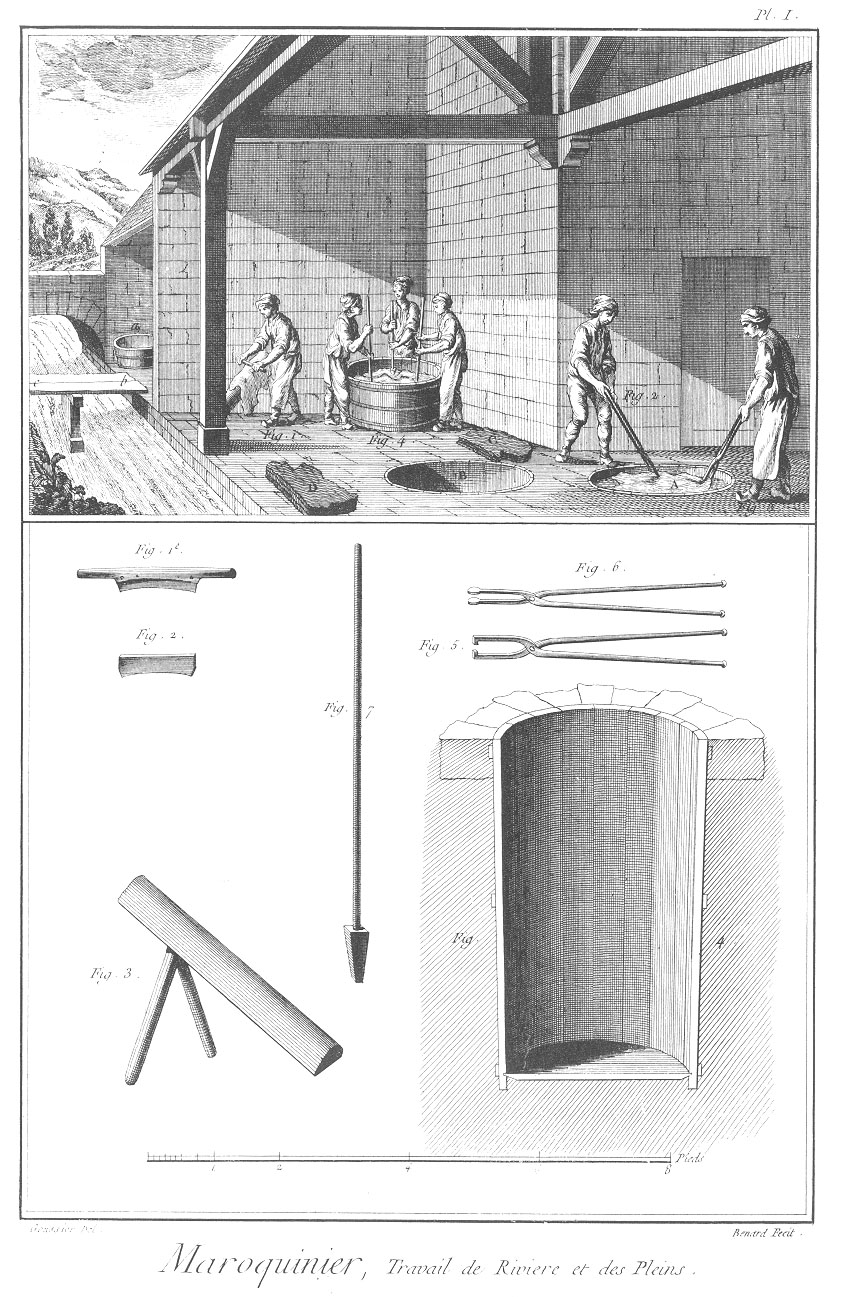 Pl. I.
a b
Fig. 1.
Fig. 4.
Fig. 2.
C
D
B
A
Fig. 3
Fig. 1.e
Fig. 6.
Fig. 2.
Fig. 5.
Fig. 7
Fig. 4
Fig. 3.
1 2 4 8 Pieds
Goussier Del.
Benard Fecit.
Maroquinier, Travail de Riviere et des Pleins.